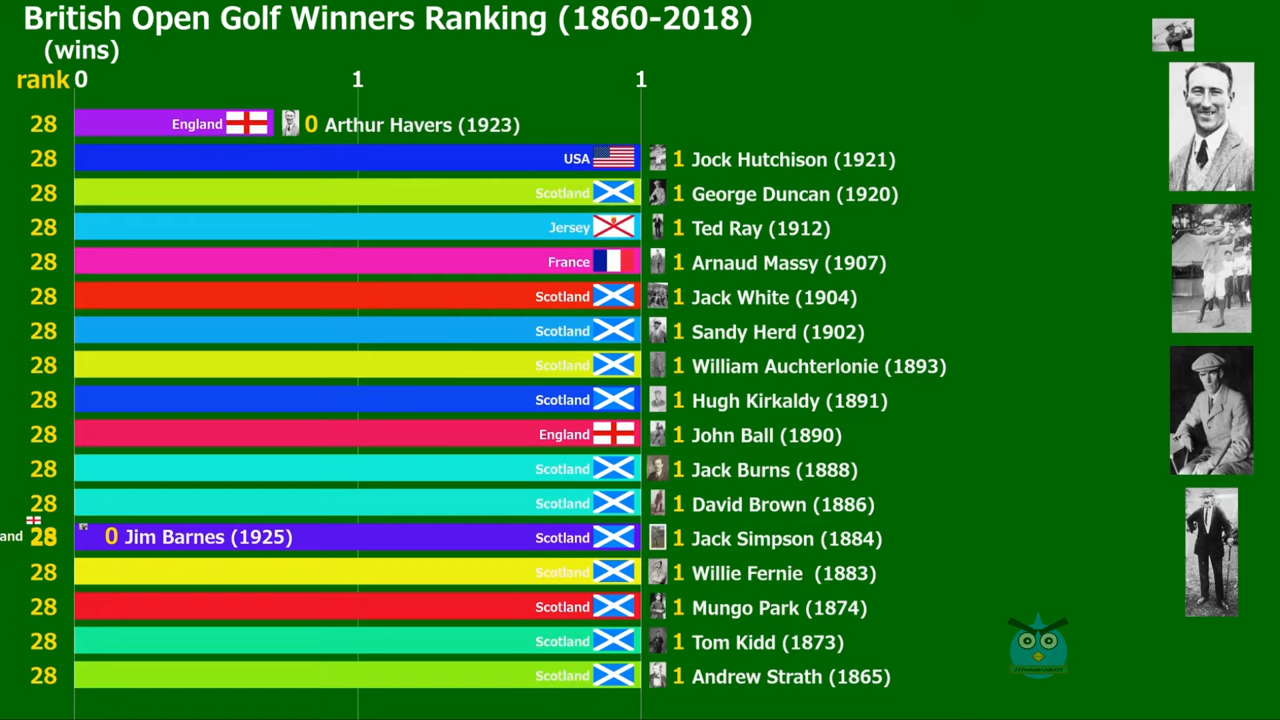 British Open Golf Winners Ranking (1860-2018)
(wins)
rank 0 1 1
28 England 0 Arthur Havers (1923)
28 USA 1 Jock Hutchison (1921)
28 Scotland 1 George Duncan (1920)
28 Jersey 1 Ted Ray (1912)
28 France 1 Arnaud Massy (1907)
28 Scotland 1 Jack White (1904)
28 Scotland 1 Sandy Herd (1902)
28 Scotland 1 William Auchterlonie (1893)
28 Scotland 1 Hugh Kirkaldy (1891)
28 England 1 John Ball (1890)
28 Scotland 1 Jack Burns (1888)
28 Scotland 1 David Brown (1886)
and 28 0 Jim Barnes (1925) Scotland 1 Jack Simpson (1884)
28 Scotland 1 Willie Fernie (1883)
28 Scotland 1 Mungo Park (1874)
28 Scotland 1 Tom Kidd (1873)
28 Scotland 1 Andrew Strath (1865)